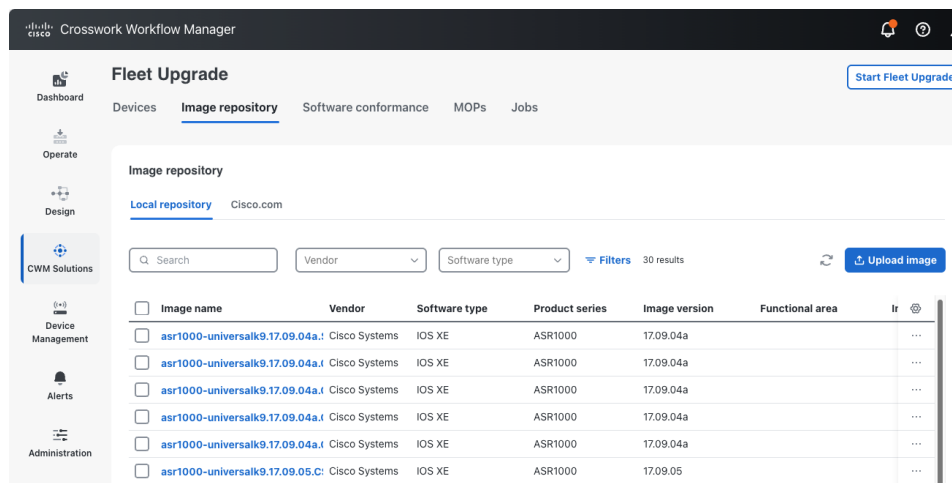 CISCO Crosswork Workflow Manager
Fleet Upgrade
Start Fleet Upgrade
Dashboard
Devices Image repository Software conformance MOPs Jobs
Operate
Image repository
Design
Local repository Cisco.com
CWM Solutions
Search Vendor Software type Filters 30 results Upload image
Device Management
Image name Vendor Software type Product series Image version Functional area
asr1000-universalk9.17.09.04a. Cisco Systems IOS XE ASR1000 17.09.04a ...
asr1000-universalk9.17.09.04a. Cisco Systems IOS XE ASR1000 17.09.04a ...
Alerts
asr1000-universalk9.17.09.04a. Cisco Systems IOS XE ASR1000 17.09.04a ...
asr1000-universalk9.17.09.04a. Cisco Systems IOS XE ASR1000 17.09.04a ...
Administration
asr1000-universalk9.17.09.04a. Cisco Systems IOS XE ASR1000 17.09.04a ...
asr1000-universalk9.17.09.05.C Cisco Systems IOS XE ASR1000 17.09.05 ...